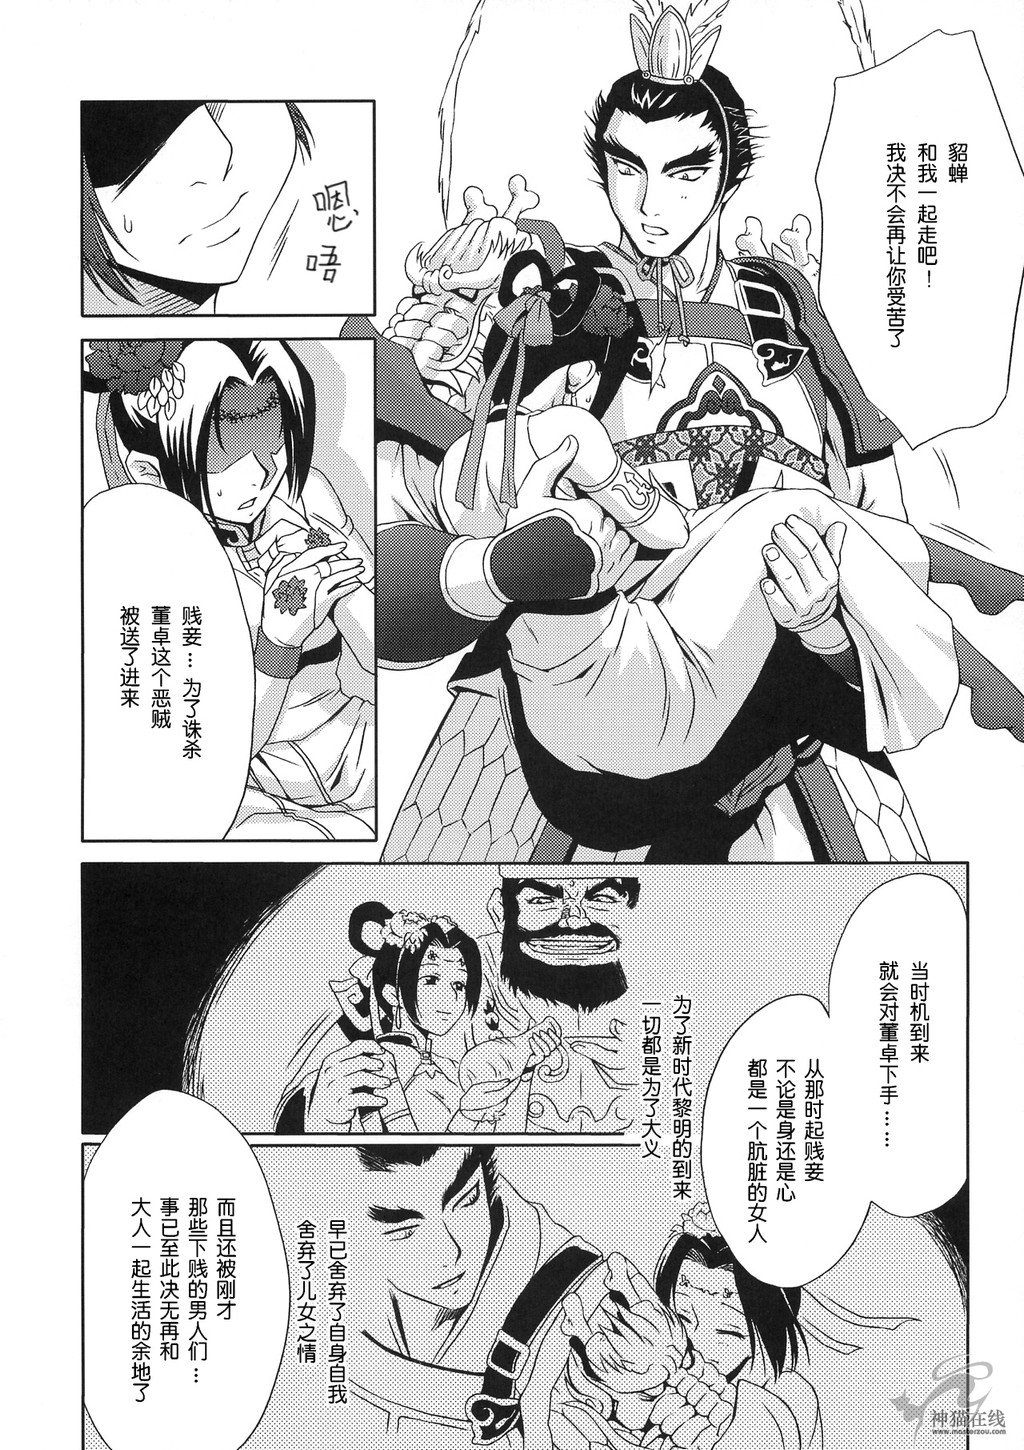 貂蝉
和我一起走吧！
我决不会再让你受苦了
嗯
唔
贱妾…为了诛杀
董卓这个恶贼
被送了进来
当时机到来
就会对董卓下手……
从那时起贱妾
不论是身还是心
都是一个肮脏的女人
为了新时代黎明的到来
一切都是为了大义
早已舍弃了自身自我
舍弃了儿女之情
而且还被刚才
那些下贱的男人们…
事已至此决无再和
大人一起生活的余地了
神猫在线
www.masterzou.com